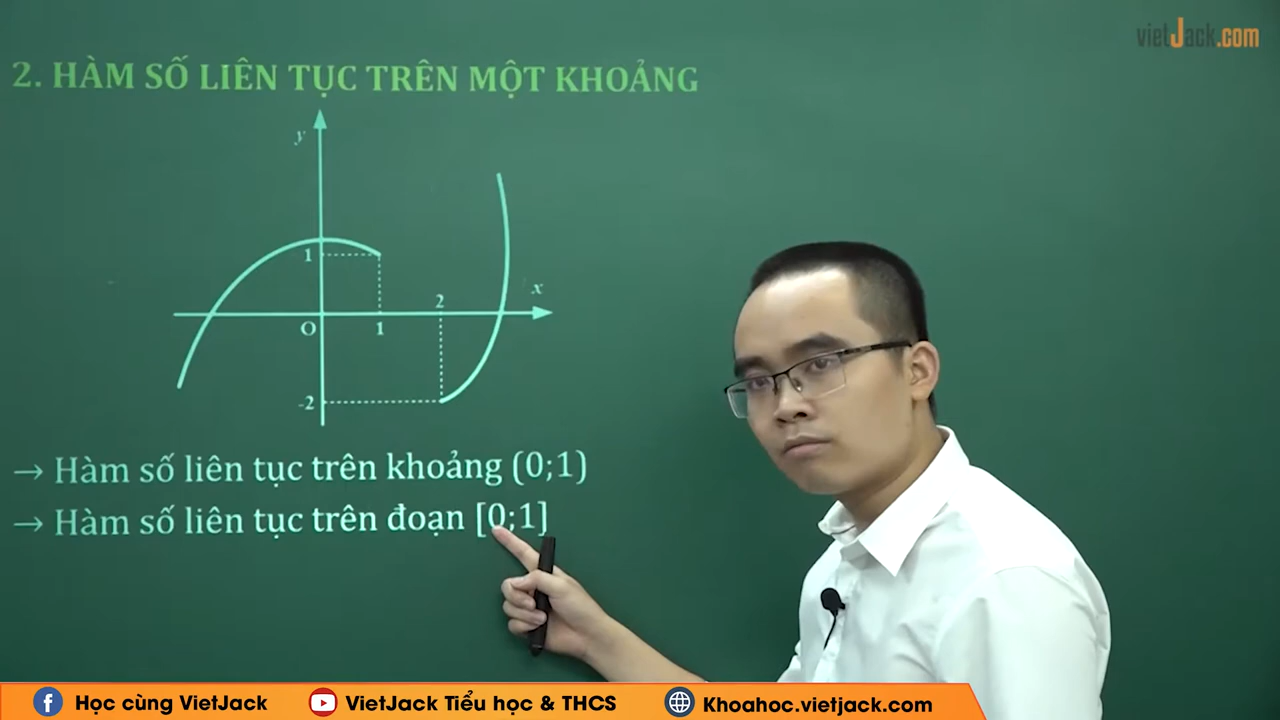 vietJack.com
2. HÀM SỐ LIÊN TỤC TRÊN MỘT KHOẢNG
y
1
2
x
O
1
-2
→ Hàm số liên tục trên khoảng (0;1)
→ Hàm số liên tục trên đoạn [0;1]
Học cùng VietJack
VietJack Tiểu học & THCS
Khoahoc.vietjack.com